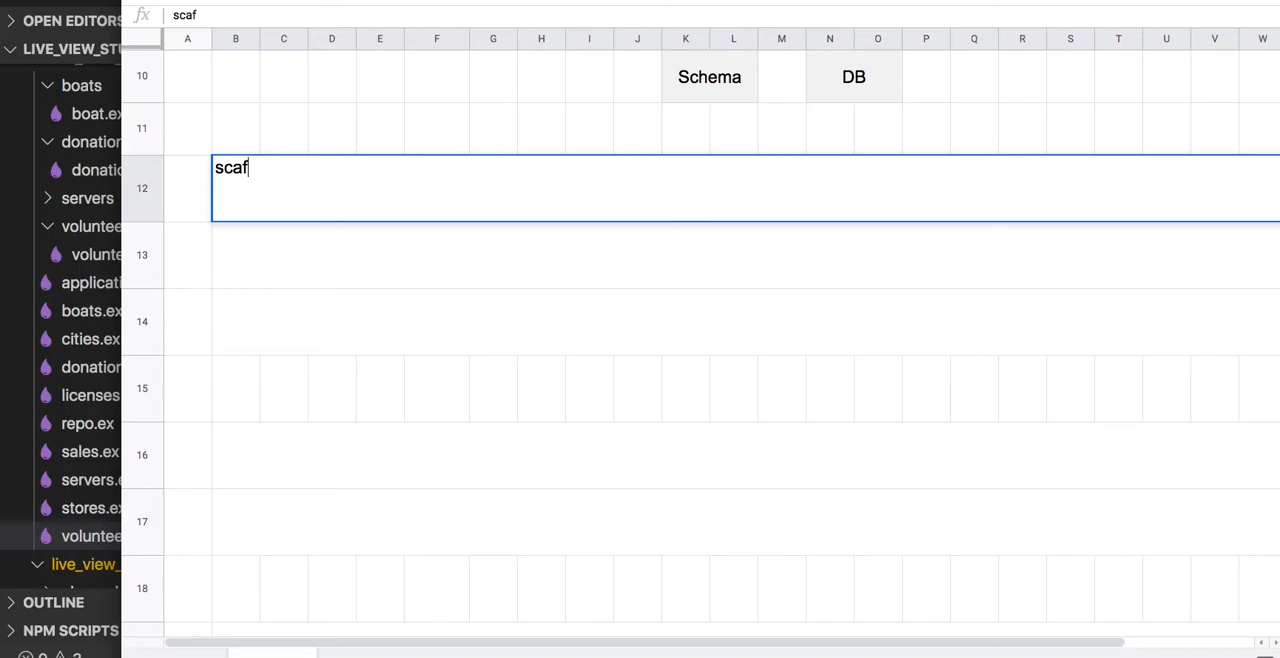 OPEN EDITORS
LIVE_VIEW_STU
boats
boat.ex
donation
donatio
servers
voluntee
volunte
applicati
boats.ex
cities.ex
donation
licenses
repo.ex
sales.ex
servers.e
stores.ex
voluntee
live_view_
OUTLINE
NPM SCRIPTS
fx scaf
A B C D E F G H I J K L M N O P Q R S T U V W
10 Schema DB
11
12 scaf
13
14
15
16
17
18